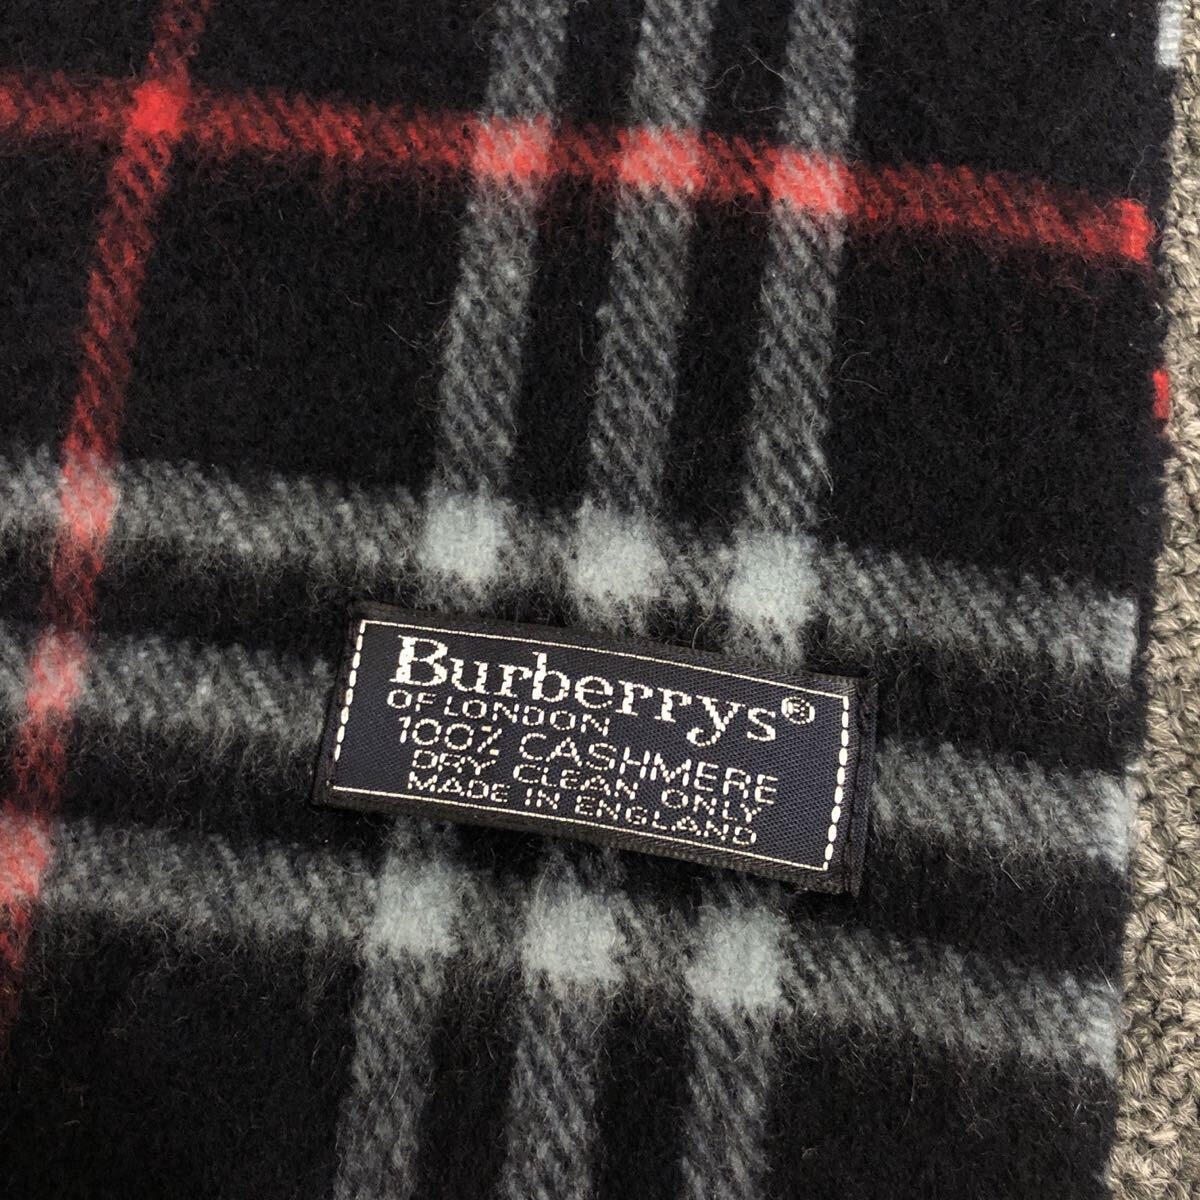 Burberrys®
OF LONDON
100% CASHMERE
DRY CLEAN ONLY
MADE IN ENGLAND